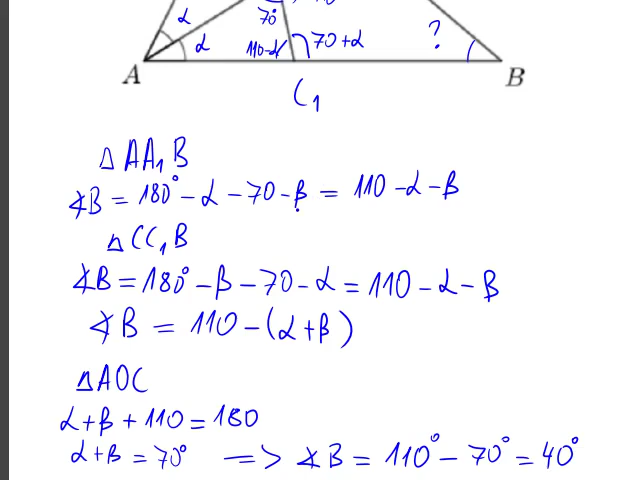 α 70°
α 110-α 70+α ?
A B
C₁
Δ AA₁B
∢B = 180° - α - 70 - β = 110 - α - β
Δ CC₁B
∢B = 180° - β - 70 - α = 110 - α - β
∢B = 110 - (α + β)
Δ AOC
α + β + 110 = 180
α + β = 70° => ∢B = 110° - 70° = 40°